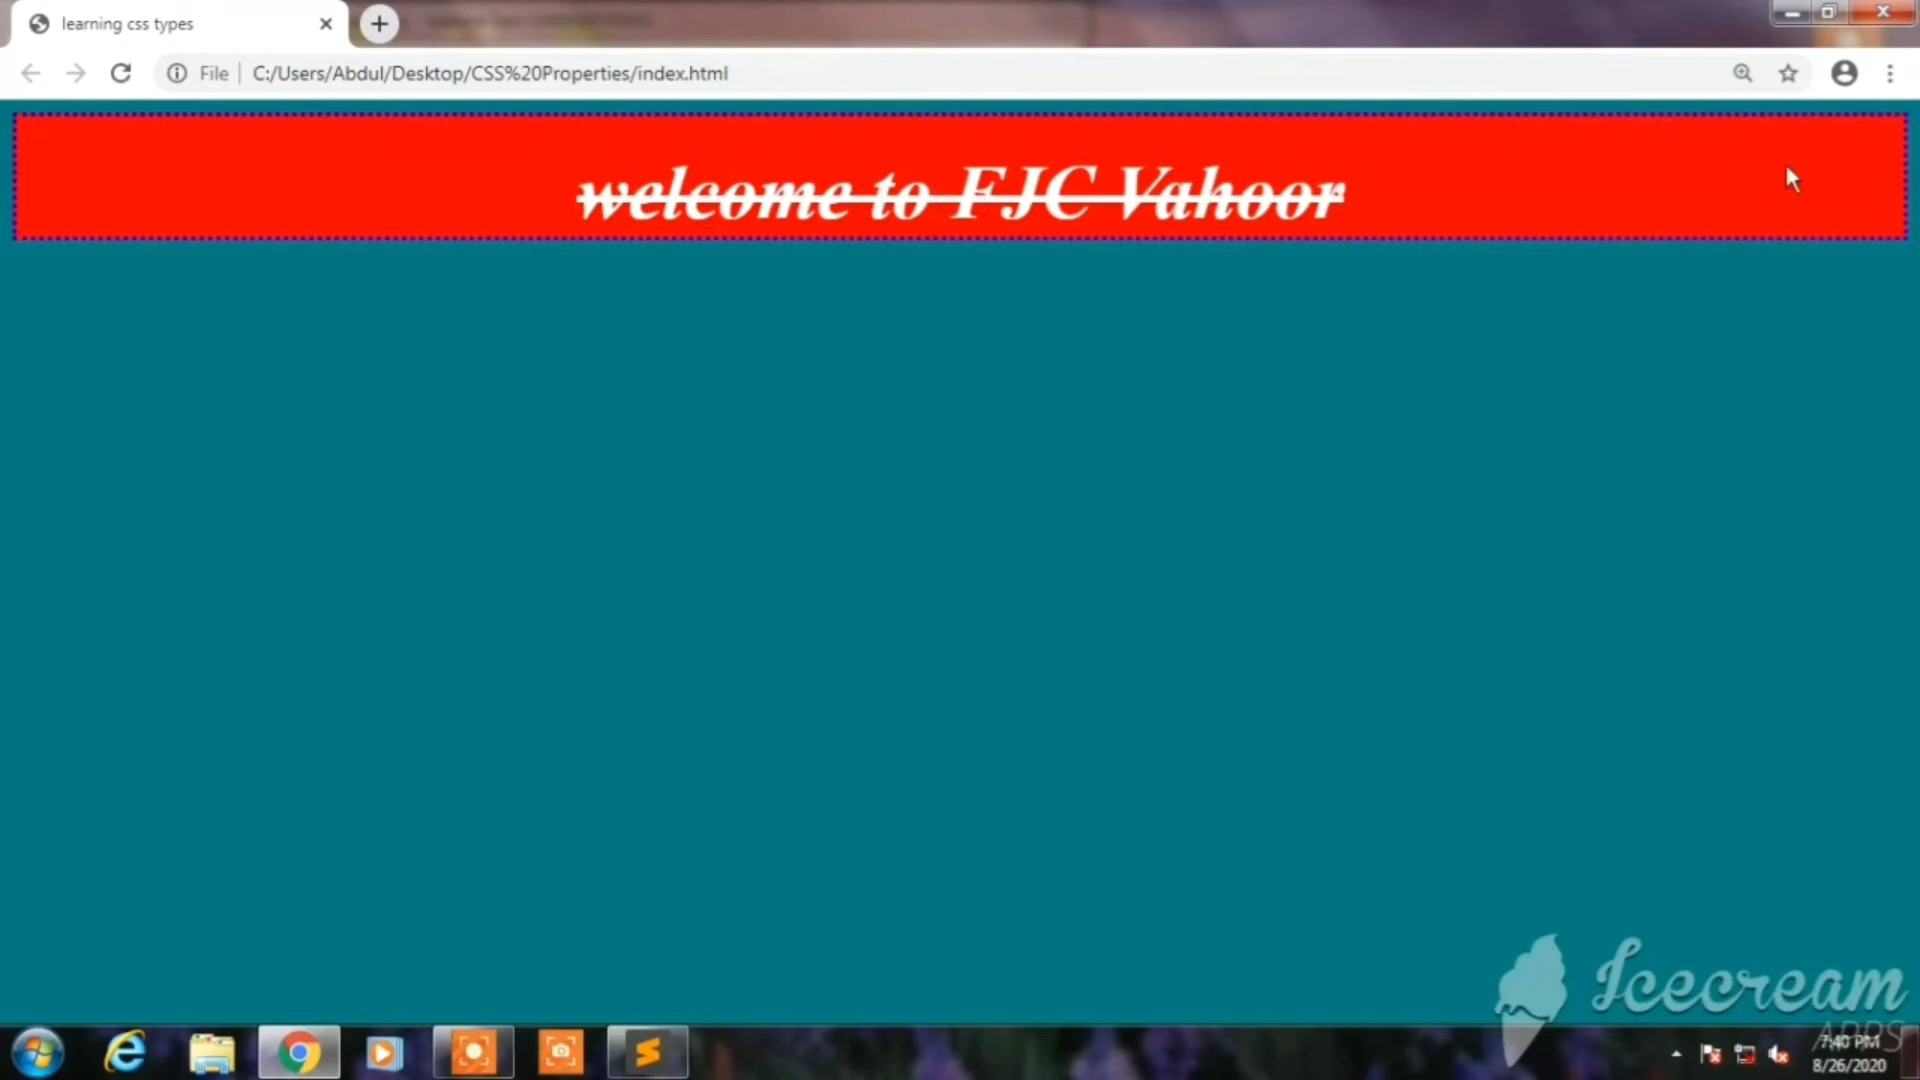 learning css types
File
C:/Users/Abdul/Desktop/CSS%20Properties/index.html
welcome to FJC Vahoor
Icecream
APPS
7:40 PM
8/26/2020